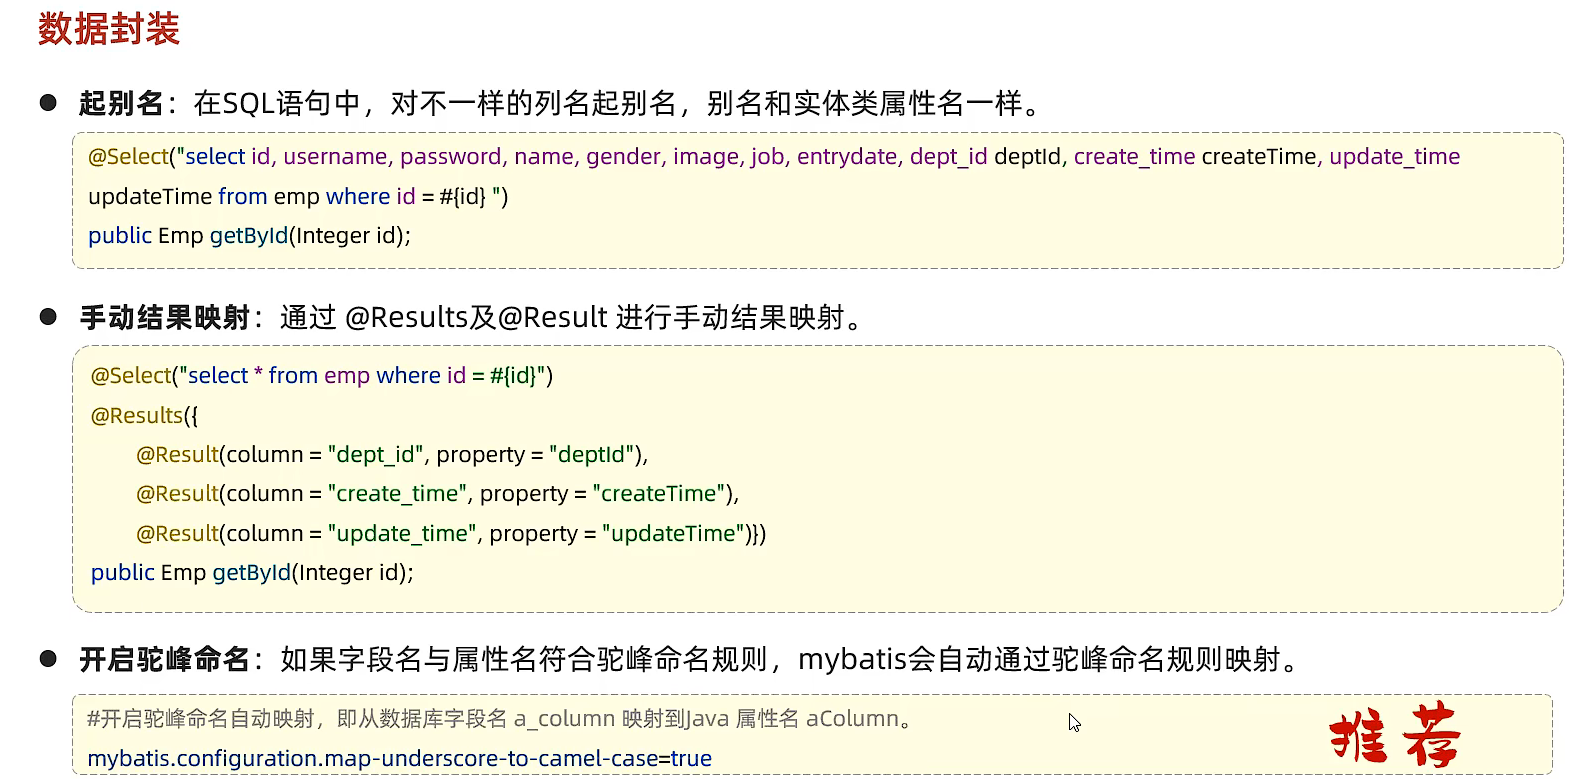 数据封装
● 起别名：在SQL语句中，对不一样的列名起别名，别名和实体类属性名一样。
@Select("select id, username, password, name, gender, image, job, entrydate, dept_id deptId, create_time createTime, update_time
updateTime from emp where id = #{id} ")
public Emp getById(Integer id);
● 手动结果映射：通过 @Results及@Result 进行手动结果映射。
@Select("select * from emp where id = #{id}")
@Results({
@Result(column = "dept_id", property = "deptId"),
@Result(column = "create_time", property = "createTime"),
@Result(column = "update_time", property = "updateTime")})
public Emp getById(Integer id);
● 开启驼峰命名：如果字段名与属性名符合驼峰命名规则，mybatis会自动通过驼峰命名规则映射。
#开启驼峰命名自动映射，即从数据库字段名 a_column 映射到Java 属性名 aColumn。
mybatis.configuration.map-underscore-to-camel-case=true
推荐